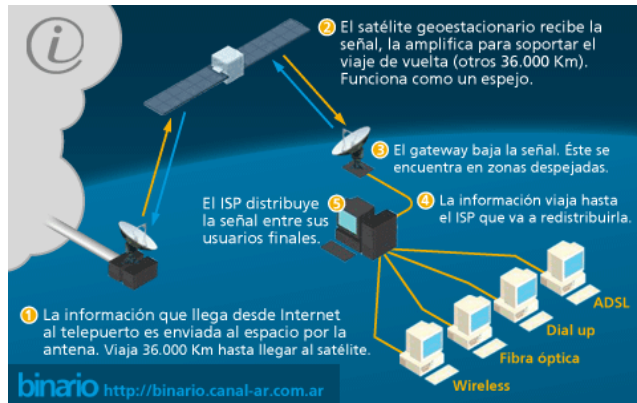 i
2 El satélite geoestacionario recibe la
señal, la amplifica para soportar el
viaje de vuelta (otros 36.000 Km).
Funciona como un espejo.
3 El gateway baja la señal. Éste se
encuentra en zonas despejadas.
El ISP distribuye 5
la señal entre sus
usuarios finales.
4 La información viaja hasta
el ISP que va a redistribuirla.
1 La información que llega desde Internet
al telepuerto es enviada al espacio por la
antena. Viaja 36.000 Km hasta llegar al satélite.
ADSL
Dial up
Fibra óptica
Wireless
binario http://binario.canal-ar.com.ar